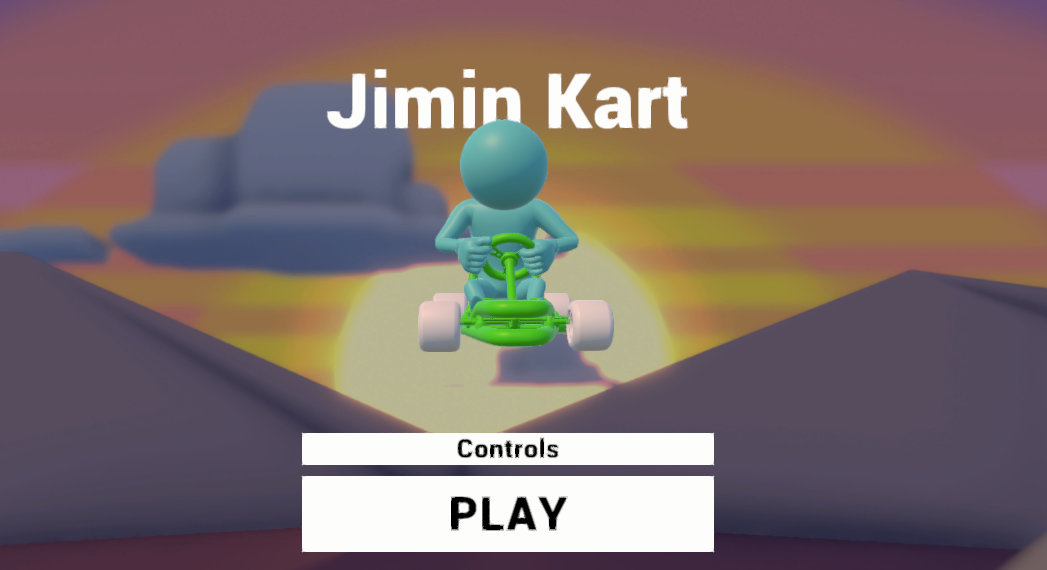 Jimin Kart
Controls
PLAY